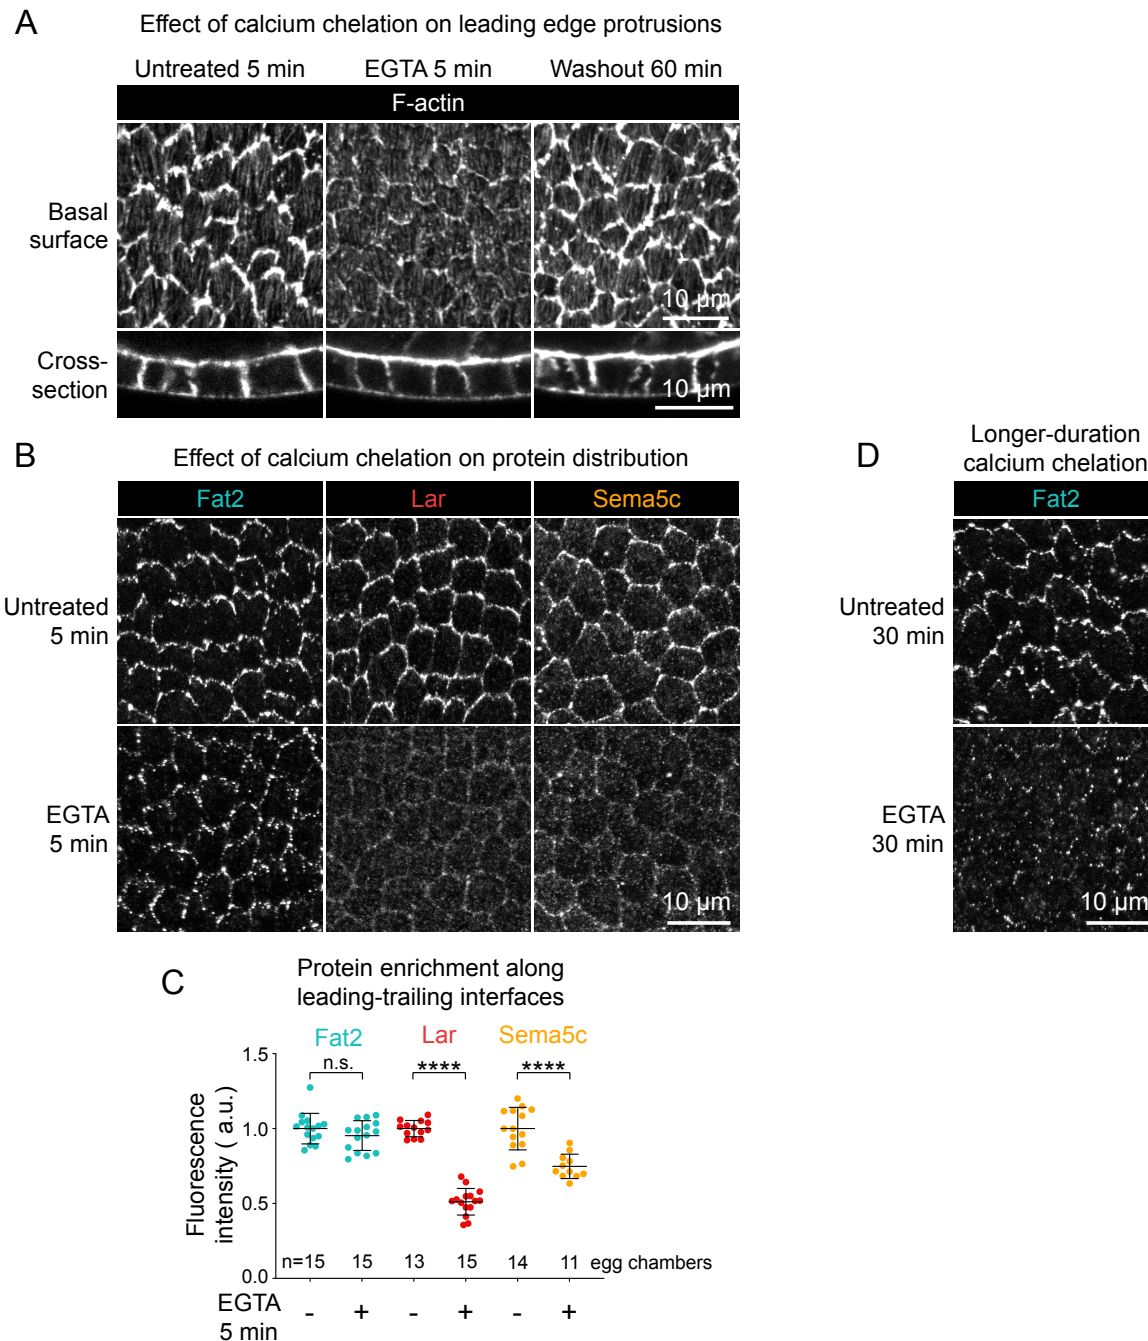 A
Effect of calcium chelation on leading edge protrusions
Untreated 5 min
EGTA 5 min
Washout 60 min
F-actin
Basal
surface
10 µm
Cross-
section
10 µm
B
Effect of calcium chelation on protein distribution
Fat2
Lar
Sema5c
Untreated
5 min
EGTA
5 min
10 µm
D
Longer-duration
calcium chelation
Fat2
Untreated
30 min
EGTA
30 min
10 µm
C
Protein enrichment along
leading-trailing interfaces
Fat2
Lar
Sema5c
n.s.
****
****
Fluorescence
intensity ( a.u.)
1.5
1.0
0.5
0.0
n=15 15 13 15 14 11 egg chambers
EGTA
5 min
- + - + - +